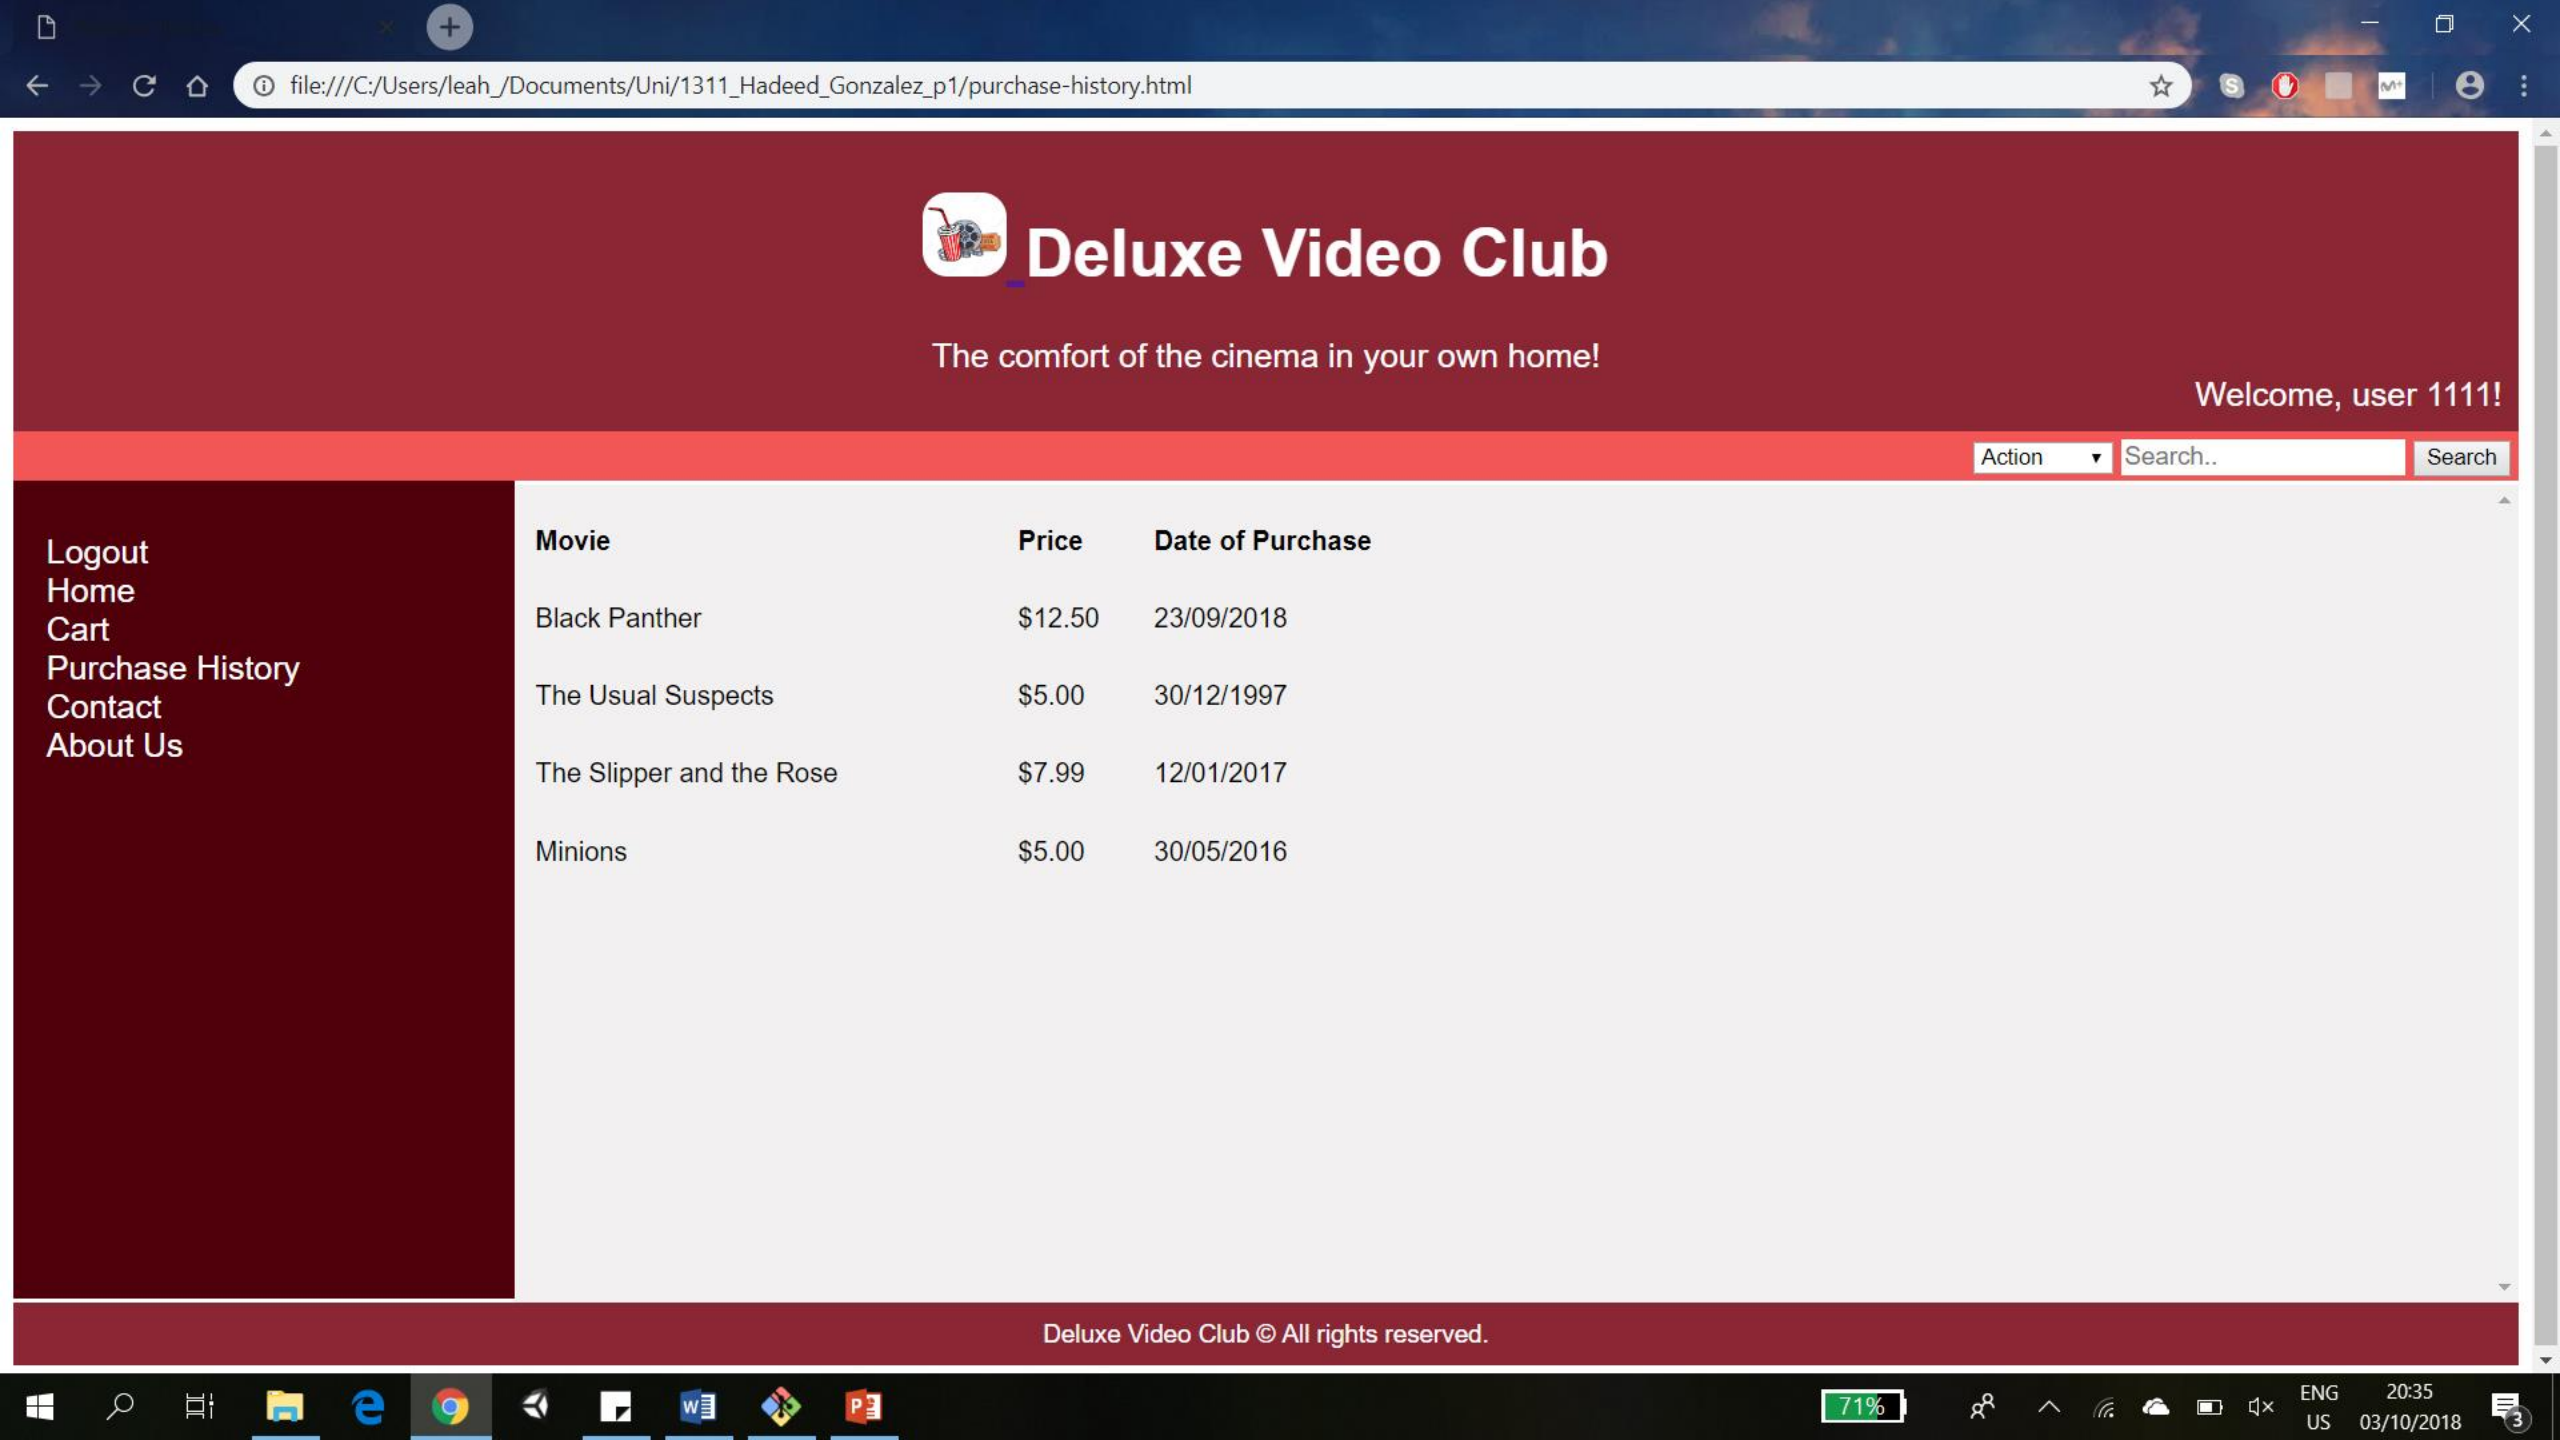 file:///C:/Users/leah_/Documents/Uni/1311_Hadeed_Gonzalez_p1/purchase-history.html
Deluxe Video Club
The comfort of the cinema in your own home!
Welcome, user 1111!
Action Search.. Search
Logout
Home
Cart
Purchase History
Contact
About Us
Movie Price Date of Purchase
Black Panther $12.50 23/09/2018
The Usual Suspects $5.00 30/12/1997
The Slipper and the Rose $7.99 12/01/2017
Minions $5.00 30/05/2016
Deluxe Video Club © All rights reserved.
71% ENG 20:35
US 03/10/2018 3